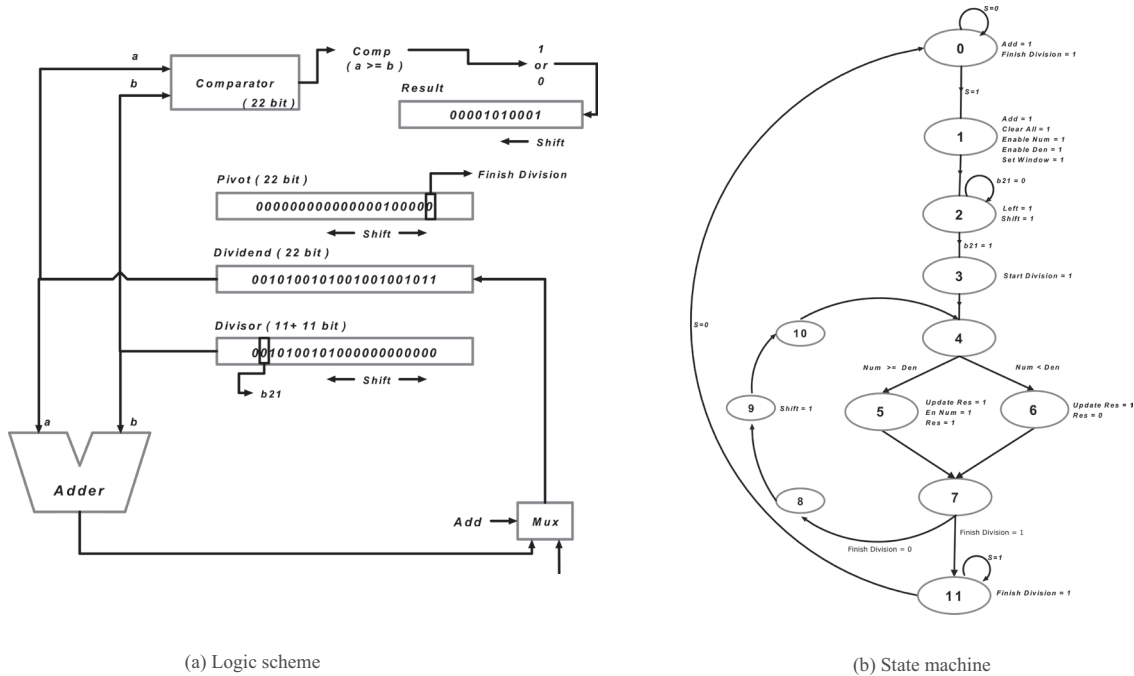 a
b
Comparator
( 22 bit )
Comp
( a >= b )
1
or
0
Result
00001010001
Shift
Pivot ( 22 bit )
Finish Division
Shift
Dividend ( 22 bit )
0010100101001001001011
Divisor ( 11+ 11 bit )
Shift
b21
a
b
Adder
Add
Mux
(a) Logic scheme
S=0
0
Add = 1
Finish Division = 1
S=1
1
Add = 1
Clear All = 1
Enable Num = 1
Enable Den = 1
Set Window = 1
b21 = 0
2
Left = 1
Shift = 1
b21 = 1
3
Start Division = 1
S=0
10
4
Num >= Den
Num < Den
9
Shift = 1
5
Update Res = 1
En Num = 1
Res = 1
6
Update Res = 1
Res = 0
8
7
Finish Division = 0
Finish Division = 1
S=1
11
Finish Division = 1
(b) State machine